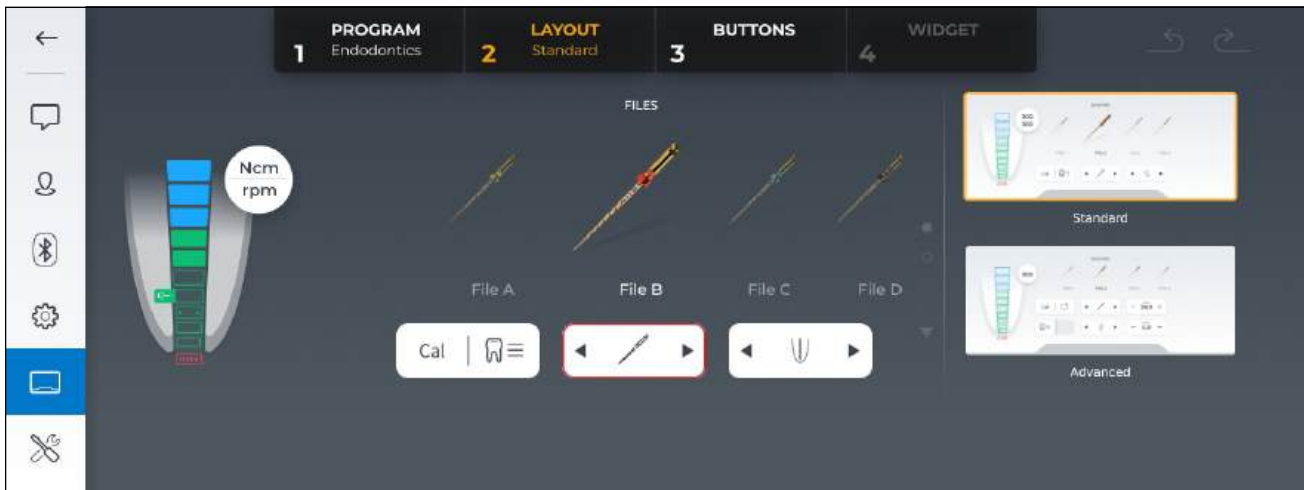 1 PROGRAM
Endodontics
2 LAYOUT
Standard
3 BUTTONS
4 WIDGET
FILES
Ncm
rpm
File A
File B
File C
File D
Cal
Standard
Advanced